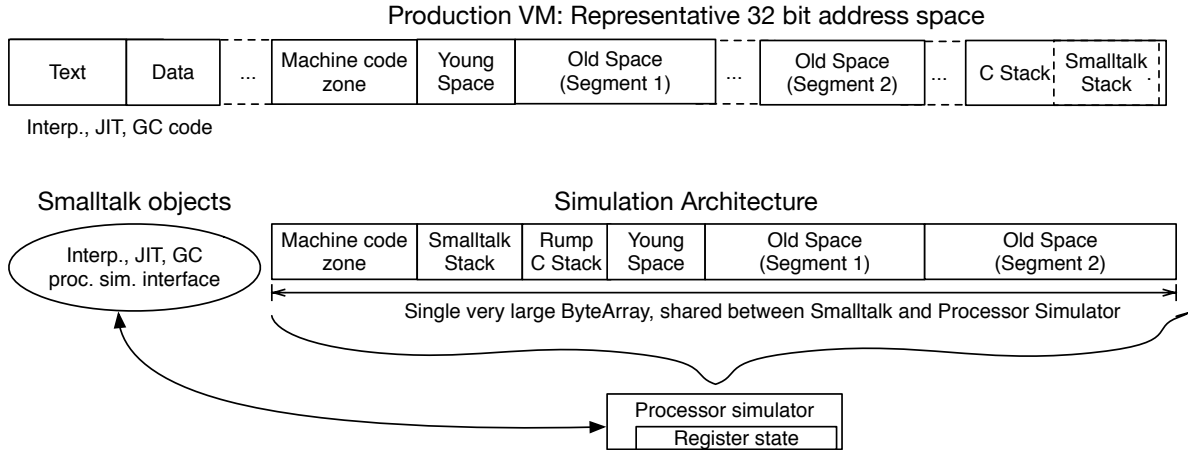 Production VM: Representative 32 bit address space
Text
Data
...
Machine code
zone
Young
Space
Old Space
(Segment 1)
...
Old Space
(Segment 2)
...
C Stack
Smalltalk
Stack
.
Interp., JIT, GC code
Smalltalk objects
Simulation Architecture
Interp., JIT, GC
proc. sim. interface
Machine code
zone
Smalltalk
Stack
Rump
C Stack
Young
Space
Old Space
(Segment 1)
Old Space
(Segment 2)
Single very large ByteArray, shared between Smalltalk and Processor Simulator
Processor simulator
Register state